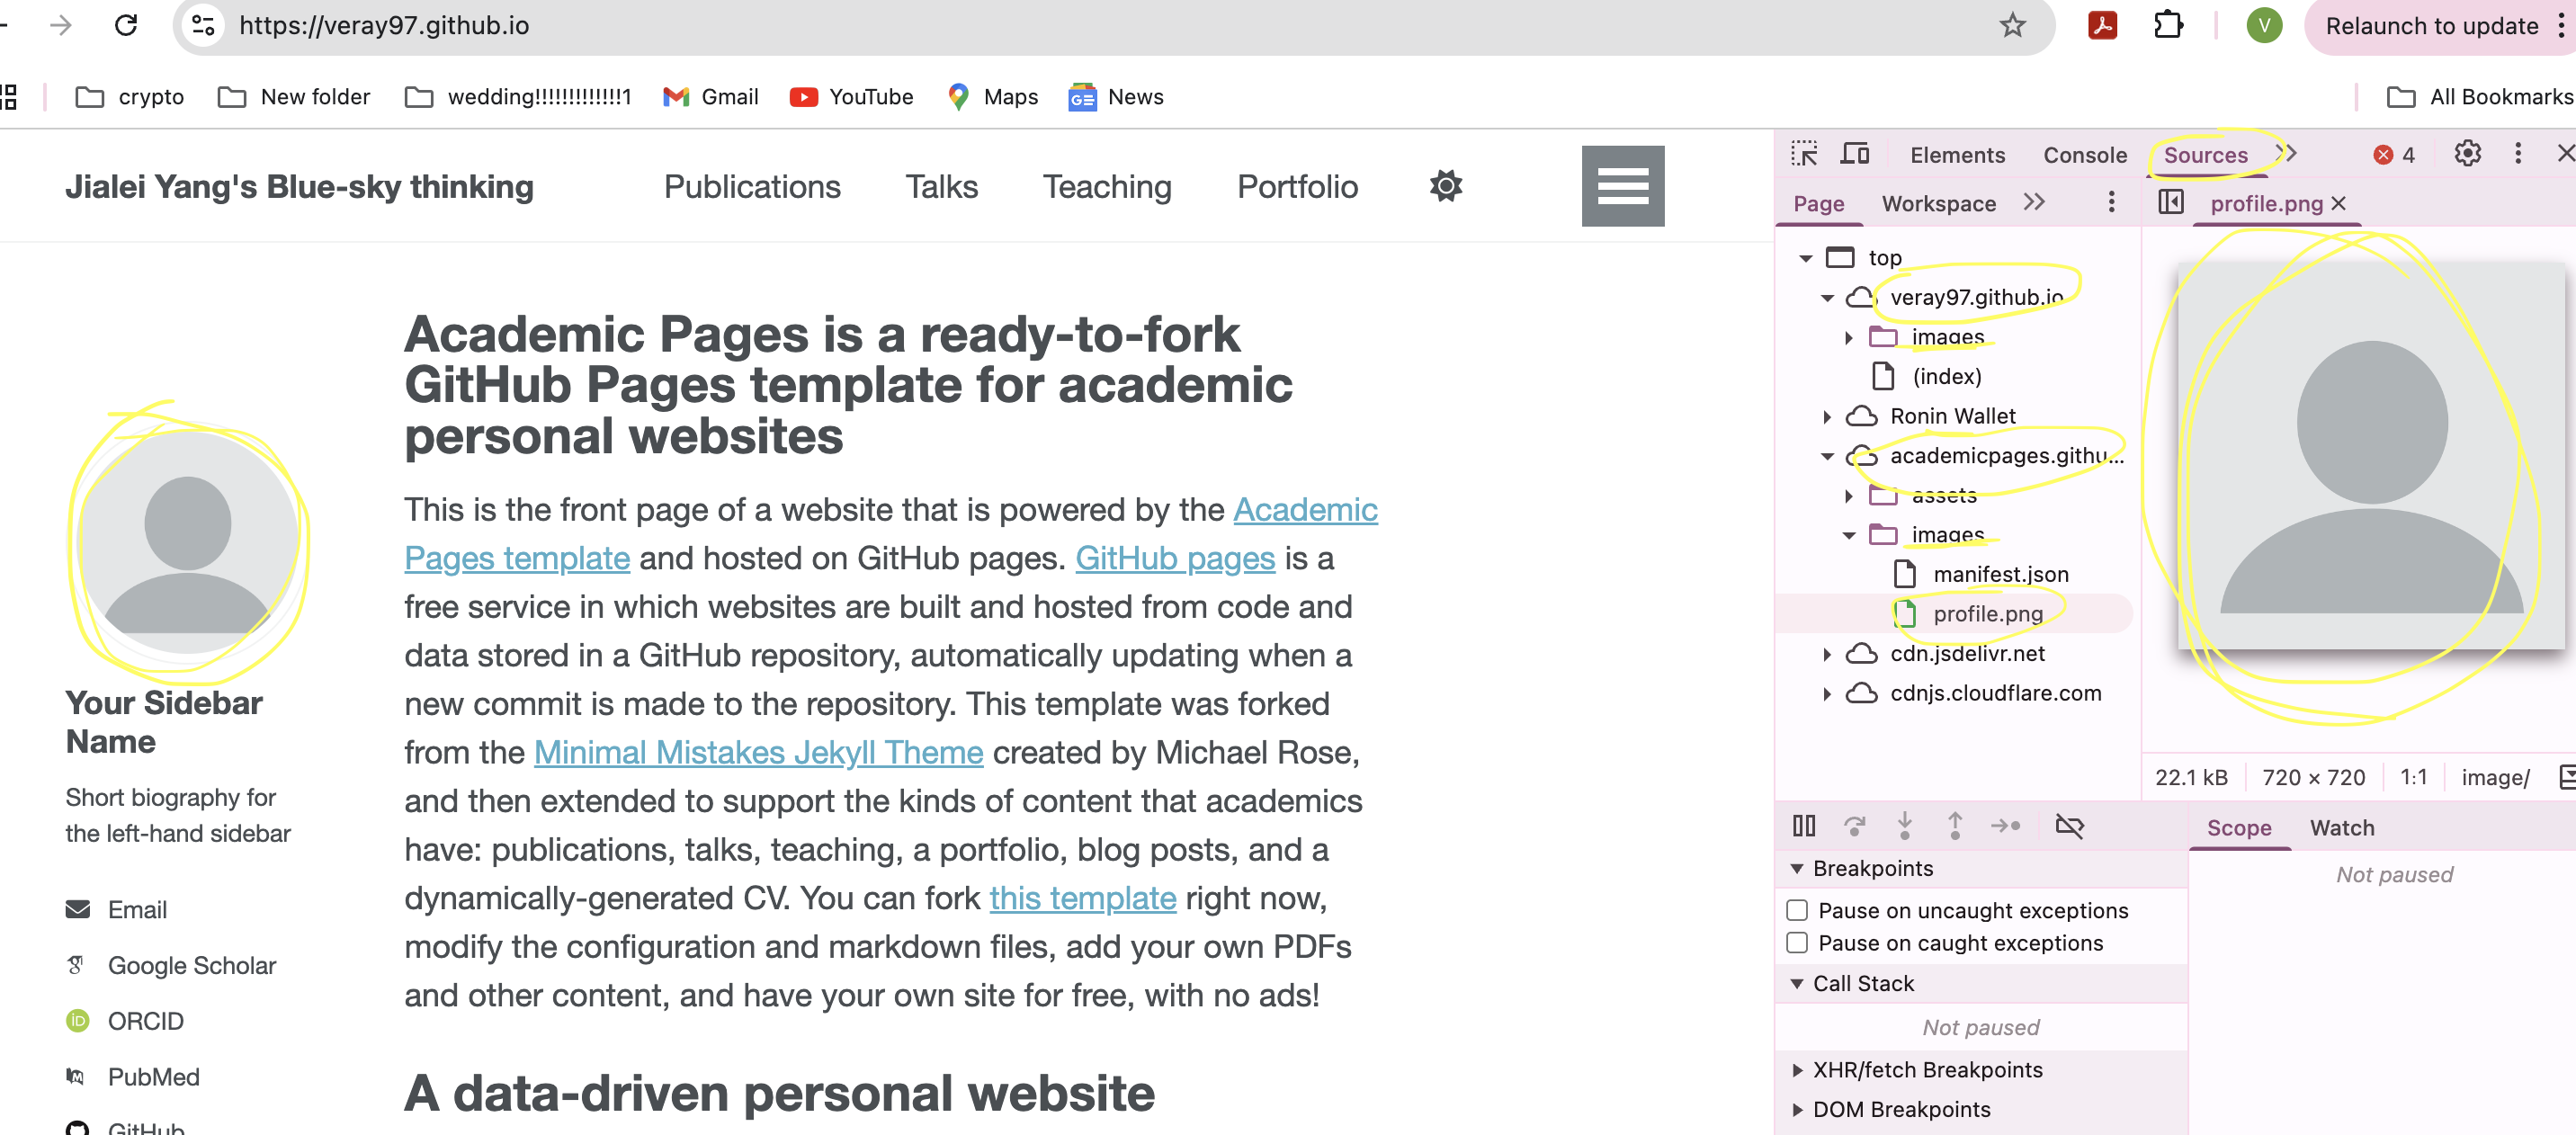 https://veray97.github.io
Relaunch to update
crypto
New folder
wedding!!!!!!!!!!!!!1
Gmail
YouTube
Maps
News
All Bookmarks
Jialei Yang's Blue-sky thinking
Publications
Talks
Teaching
Portfolio
Your Sidebar
Name
Short biography for
the left-hand sidebar
Email
Google Scholar
ORCID
PubMed
GitHub
Academic Pages is a ready-to-fork
GitHub Pages template for academic
personal websites
This is the front page of a website that is powered by the Academic
Pages template and hosted on GitHub pages. GitHub pages is a
free service in which websites are built and hosted from code and
data stored in a GitHub repository, automatically updating when a
new commit is made to the repository. This template was forked
from the Minimal Mistakes Jekyll Theme created by Michael Rose,
and then extended to support the kinds of content that academics
have: publications, talks, teaching, a portfolio, blog posts, and a
dynamically-generated CV. You can fork this template right now,
modify the configuration and markdown files, add your own PDFs
and other content, and have your own site for free, with no ads!
A data-driven personal website
Elements
Console
Sources
4
Page
Workspace
profile.png
top
veray97.github.io
images
(index)
Ronin Wallet
academicpages.githu...
assets
images
manifest.json
profile.png
cdn.jsdelivr.net
cdnjs.cloudflare.com
22.1 kB
720 × 720
1:1
image/
Breakpoints
Pause on uncaught exceptions
Pause on caught exceptions
Call Stack
Not paused
XHR/fetch Breakpoints
DOM Breakpoints
Scope
Watch
Not paused
V